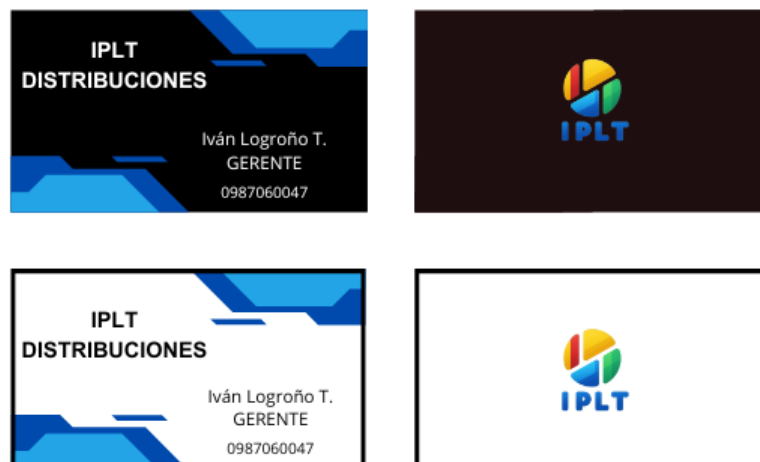 IPLT
DISTRIBUCIONES
Iván Logroño T.
GERENTE
0987060047
IPLT
IPLT
DISTRIBUCIONES
Iván Logroño T.
GERENTE
0987060047
IPLT